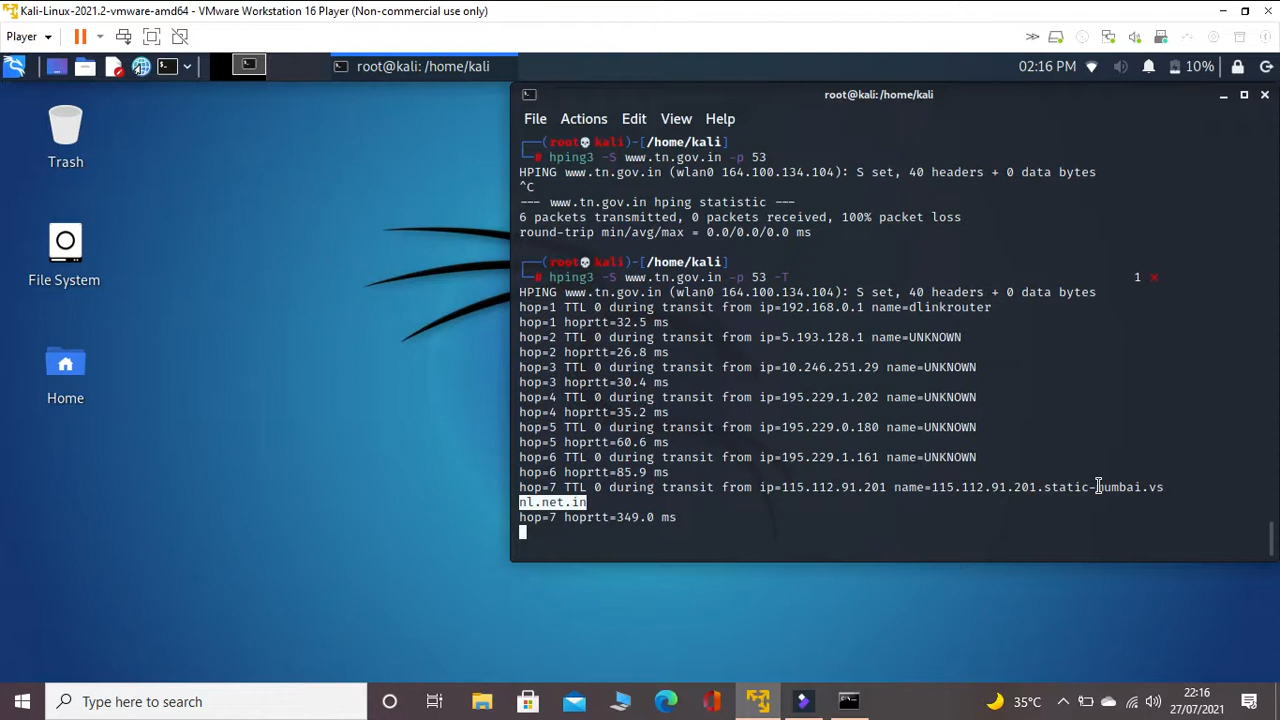 Kali-Linux-2021.2-vmware-amd64 - VMware Workstation 16 Player (Non-commercial use only)
Player
root@kali: /home/kali
02:16 PM
10%
root@kali: /home/kali
File Actions Edit View Help
Trash
File System
Home
(root kali)-[/home/kali]
# hping3 -S www.tn.gov.in -p 53
HPING www.tn.gov.in (wlan0 164.100.134.104): S set, 40 headers + 0 data bytes
^C
--- www.tn.gov.in hping statistic ---
6 packets transmitted, 0 packets received, 100% packet loss
round-trip min/avg/max = 0.0/0.0/0.0 ms
(root kali)-[/home/kali]
# hping3 -S www.tn.gov.in -p 53 -T 1 ×
HPING www.tn.gov.in (wlan0 164.100.134.104): S set, 40 headers + 0 data bytes
hop=1 TTL 0 during transit from ip=192.168.0.1 name=dlinkrouter
hop=1 hoprtt=32.5 ms
hop=2 TTL 0 during transit from ip=5.193.128.1 name=UNKNOWN
hop=2 hoprtt=26.8 ms
hop=3 TTL 0 during transit from ip=10.246.251.29 name=UNKNOWN
hop=3 hoprtt=30.4 ms
hop=4 TTL 0 during transit from ip=195.229.1.202 name=UNKNOWN
hop=4 hoprtt=35.2 ms
hop=5 TTL 0 during transit from ip=195.229.0.180 name=UNKNOWN
hop=5 hoprtt=60.6 ms
hop=6 TTL 0 during transit from ip=195.229.1.161 name=UNKNOWN
hop=6 hoprtt=85.9 ms
hop=7 TTL 0 during transit from ip=115.112.91.201 name=115.112.91.201.static-mumbai.vs
nl.net.in
hop=7 hoprtt=349.0 ms
Type here to search
35°C
22:16
27/07/2021